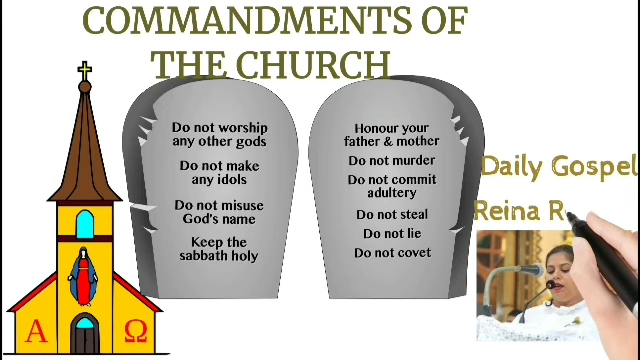 COMMANDMENTS OF
THE CHURCH
Do not worship
any other gods
Do not make
any idols
Do not misuse
God's name
Keep the
sabbath holy
Honour your
father & mother
Do not murder
Do not commit
adultery
Do not steal
Do not lie
Do not covet
Daily Gospel
Reina R
Α Ω